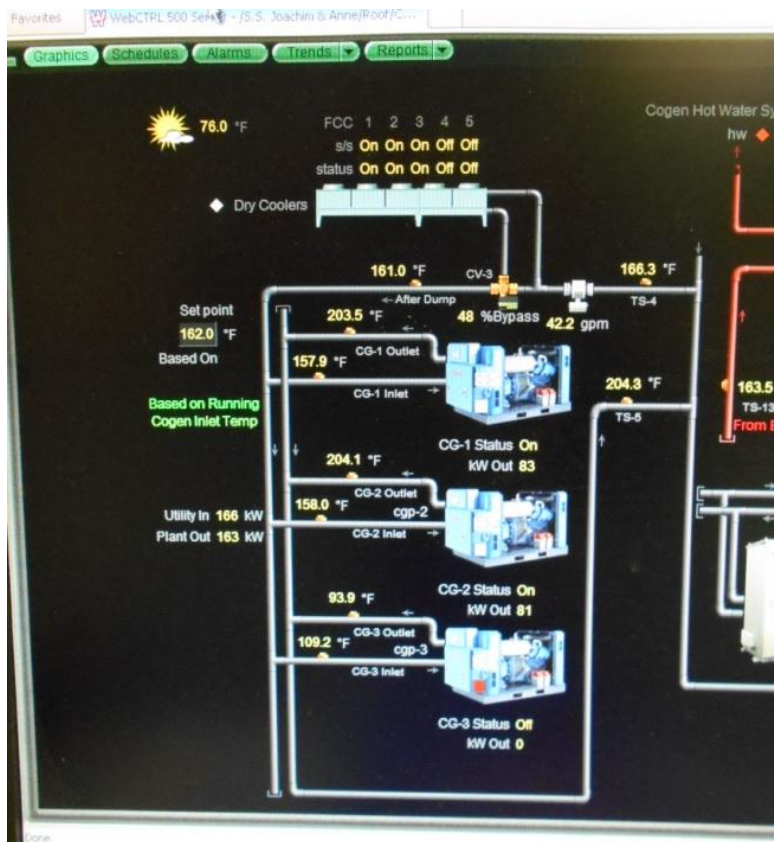 Favorites
WebCTRL 500 Server - /S.S. Joachim & Anne/Root/C...
Graphics Schedules Alarms Trends Reports
Cogen Hot Water Sy
hw
76.0 °F
FCC 1 2 3 4 5
s/s On On On Off Off
status On On On Off Off
Dry Coolers
161.0 °F
CV-3
166.3 °F
←After Dump
TS-4
Set point
162.0 °F
Based On
203.5 °F
48 %Bypass
42.2 gpm
CG-1 Outlet
157.9 °F
CG-1 Inlet
204.3 °F
TS-5
163.5
TS-13
From
Based on Running
Cogen Inlet Temp
CG-1 Status On
kW Out 83
204.1 °F
CG-2 Outlet
158.0 °F
cgp-2
CG-2 Inlet
Utility In 166 kW
Plant Out 163 kW
CG-2 Status On
kW Out 81
93.9 °F
CG-3 Outlet
109.2 °F
cgp-3
CG-3 Inlet
CG-3 Status Off
kW Out 0
Done